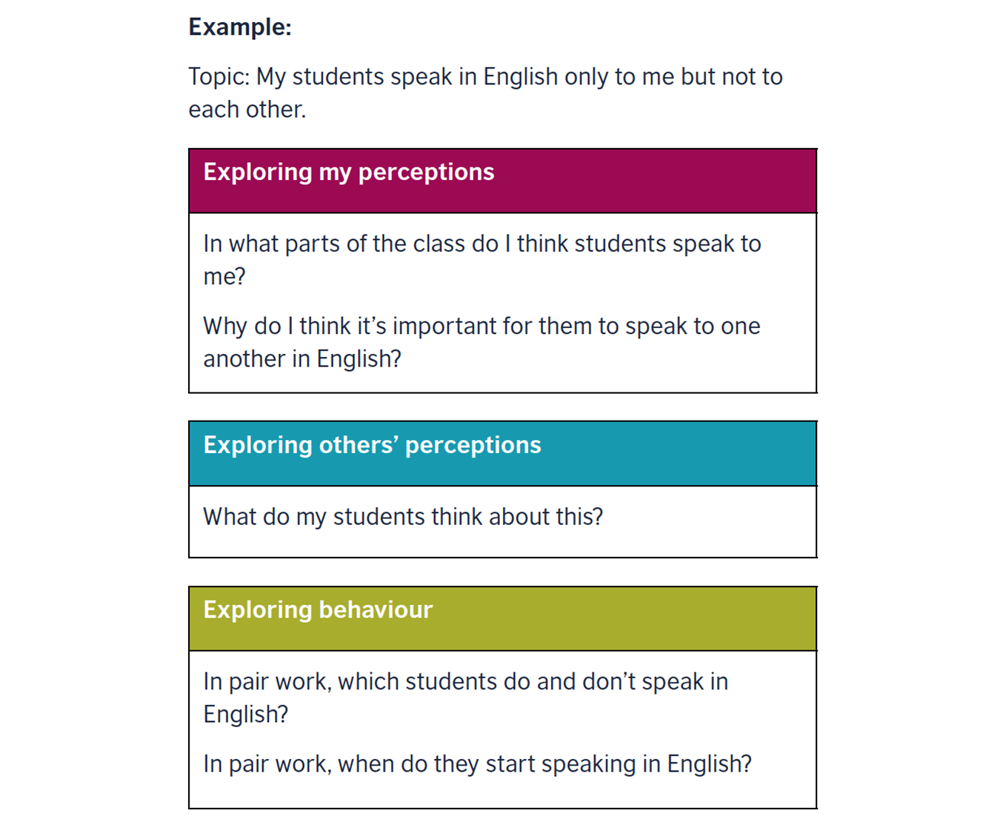 Example:
Topic: My students speak in English only to me but not to
each other.
Exploring my perceptions
In what parts of the class do I think students speak to
me?
Why do I think it’s important for them to speak to one
another in English?
Exploring others’ perceptions
What do my students think about this?
Exploring behaviour
In pair work, which students do and don’t speak in
English?
In pair work, when do they start speaking in English?